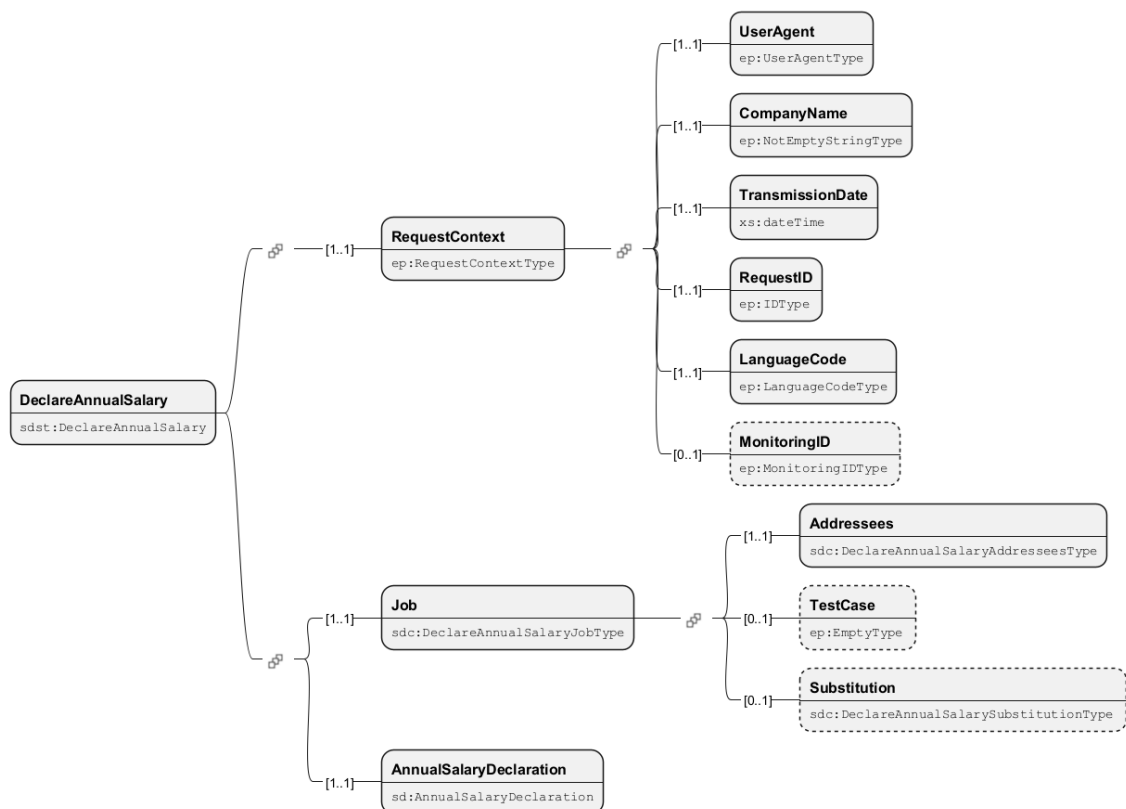 [1..1]
UserAgent
ep:UserAgentType
[1..1]
CompanyName
ep:NotEmptyStringType
[1..1]
TransmissionDate
xs:dateTime
[1..1]
RequestContext
ep:RequestContextType
[1..1]
RequestID
ep:IDType
[1..1]
LanguageCode
ep:LanguageCodeType
DeclareAnnualSalary
sdst:DeclareAnnualSalary
[0..1]
MonitoringID
ep:MonitoringIDType
[1..1]
Addressees
sdc:DeclareAnnualSalaryAddresseesType
[1..1]
Job
sdc:DeclareAnnualSalaryJobType
[0..1]
TestCase
ep:EmptyType
[0..1]
Substitution
sdc:DeclareAnnualSalarySubstitutionType
[1..1]
AnnualSalaryDeclaration
sd:AnnualSalaryDeclaration